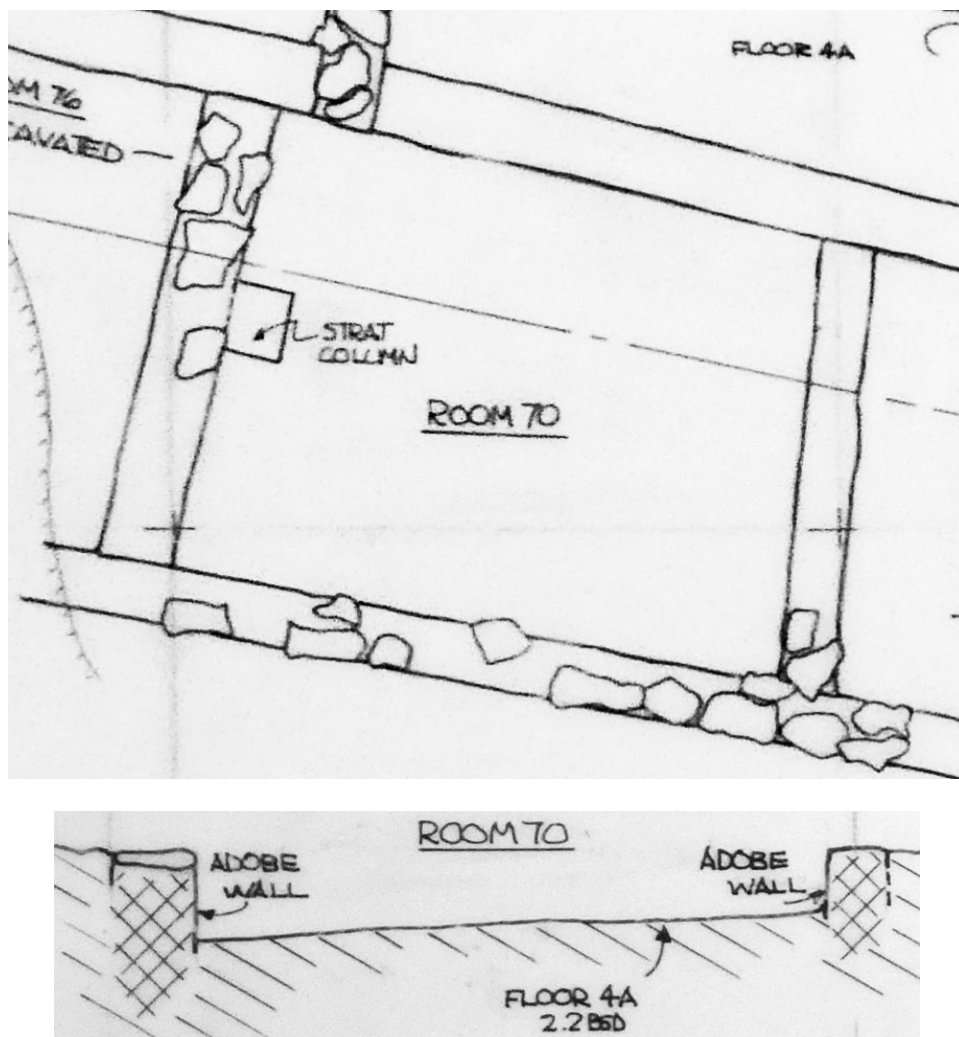 FLOOR 4A
OM 76
CAVATED
STRAT
COLUMN
ROOM 70
ROOM 70
ADOBE
WALL
ADOBE
WALL
FLOOR 4A
2.2 BSD